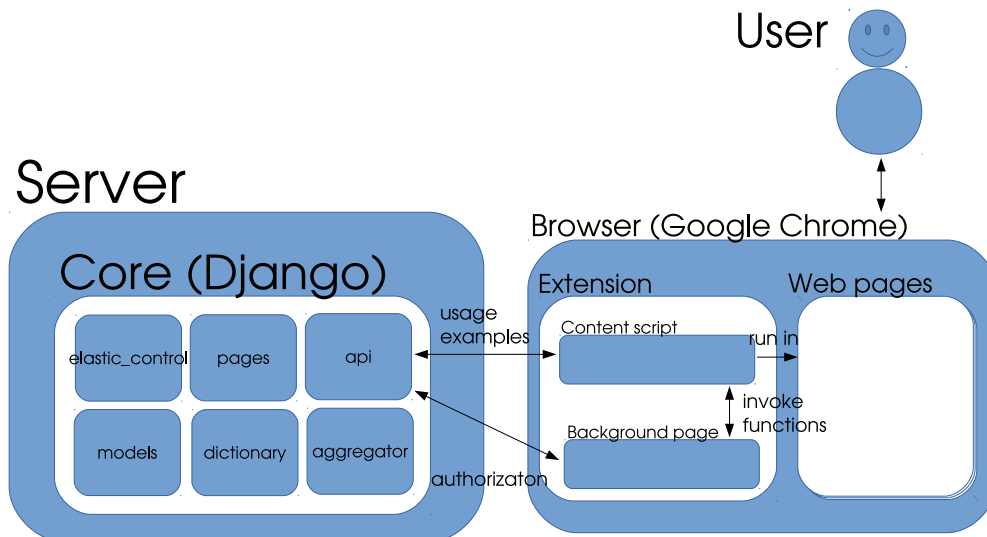 User
Server
Browser (Google Chrome)
Core (Django)
Extension
Web pages
usage
examples
Content script
run in
elastic_control
pages
api
invoke
functions
Background page
models
dictionary
aggregator
authorizaton